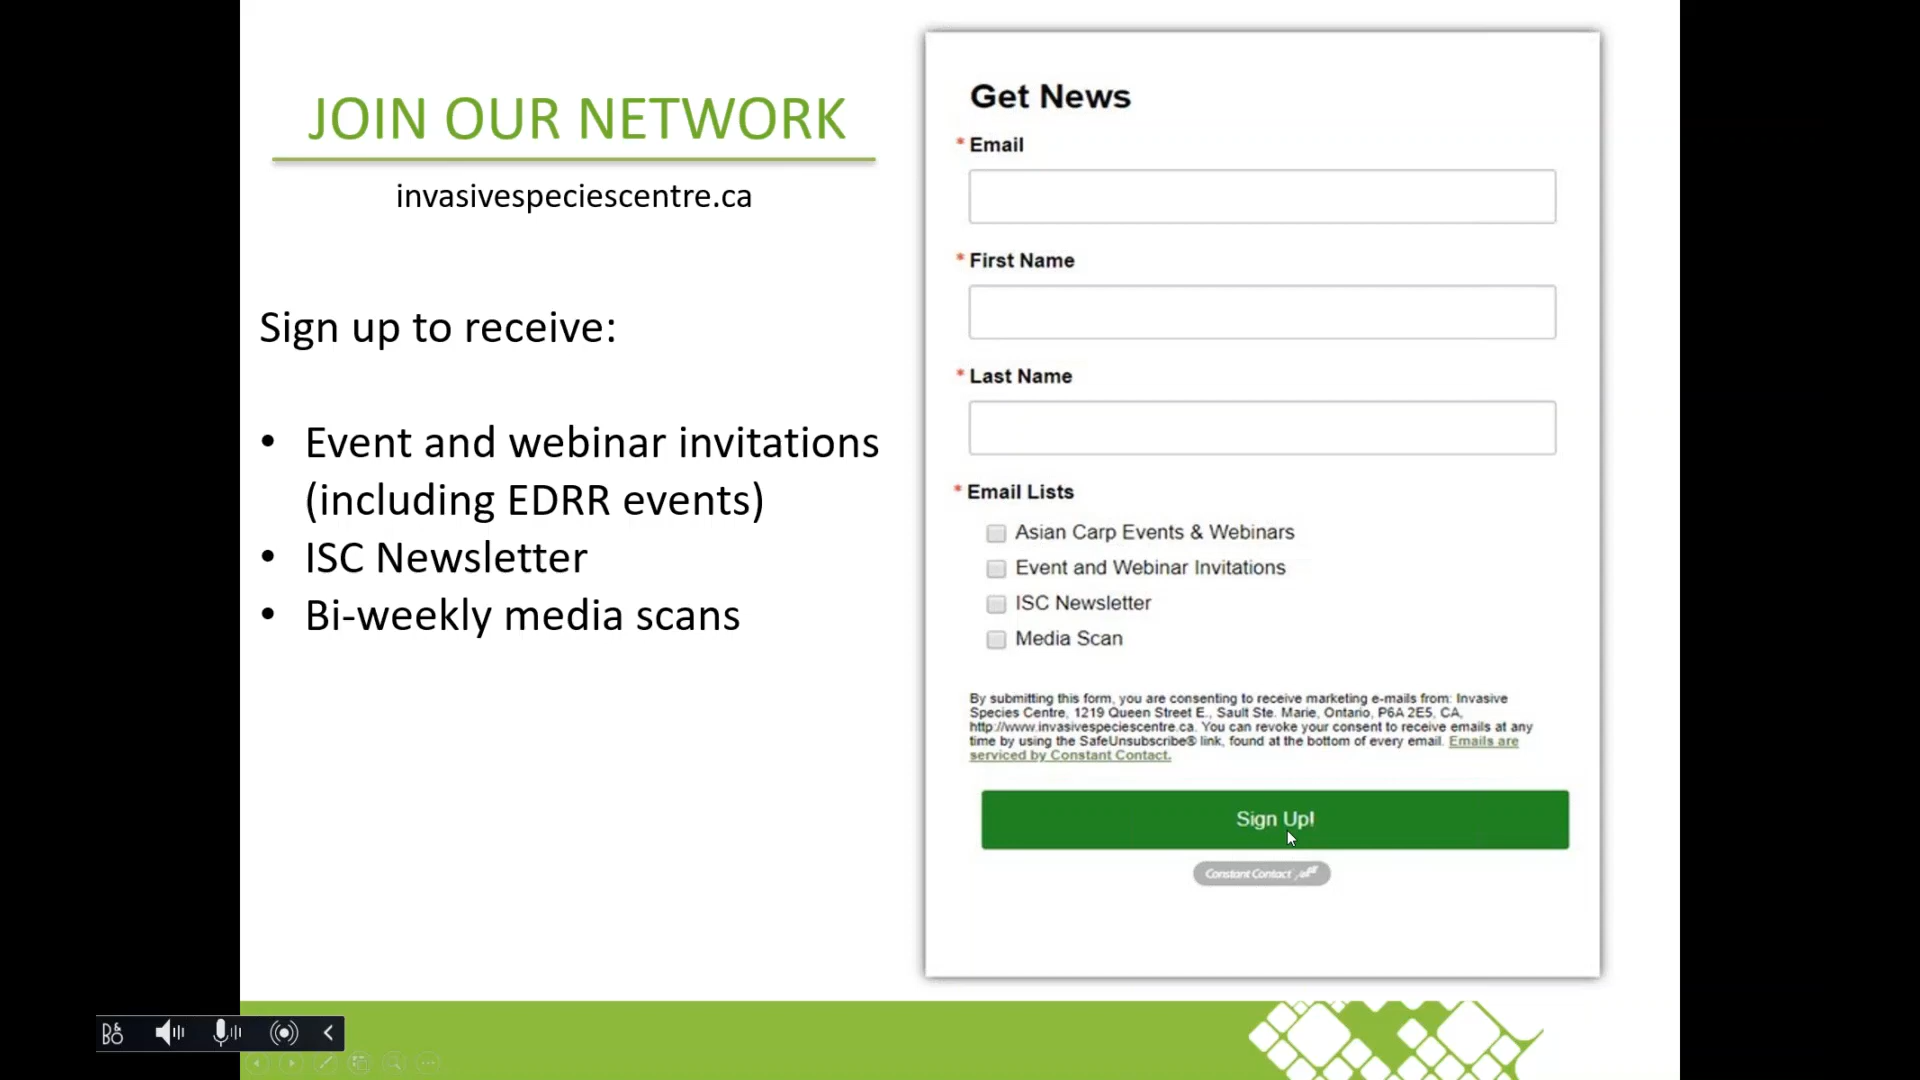 JOIN OUR NETWORK
invasivespeciescentre.ca
Sign up to receive:
• Event and webinar invitations
(including EDRR events)
• ISC Newsletter
• Bi-weekly media scans
Get News
* Email
* First Name
* Last Name
* Email Lists
Asian Carp Events & Webinars
Event and Webinar Invitations
ISC Newsletter
Media Scan
By submitting this form, you are consenting to receive marketing e-mails from: Invasive
Species Centre, 1219 Queen Street E., Sault Ste. Marie, Ontario, P6A 2E5, CA,
http://www.invasivespeciescentre.ca. You can revoke your consent to receive emails at any
time by using the SafeUnsubscribe® link, found at the bottom of every email. Emails are
serviced by Constant Contact.
Sign Up!
Constant Contact
B&O